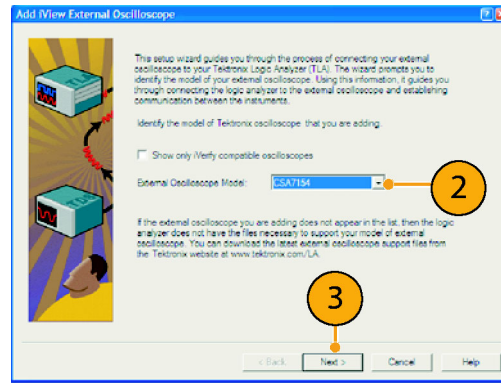 Add iView External Oscilloscope
This setup wizard guides you through the process of connecting your external
oscilloscope to your Tektronix Logic Analyzer (TLA). The wizard prompts you to
identify the model of your external oscilloscope. Using this information, it guides you
through connecting the logic analyzer to the external oscilloscope and establishing
communication between the instruments.
Identify the model of Tektronix oscilloscope that you are adding.
Show only iVerify compatible oscilloscopes
External Oscilloscope Model: CSA7154
2
If the external oscilloscope you are adding does not appear in the list, then the logic
analyzer does not have the files necessary to support your model of external
oscilloscope. You can download the latest external oscilloscope support files from
the Tektronix website at www.tektronix.com/LA.
3
< Back Next > Cancel Help
TLA
TDS